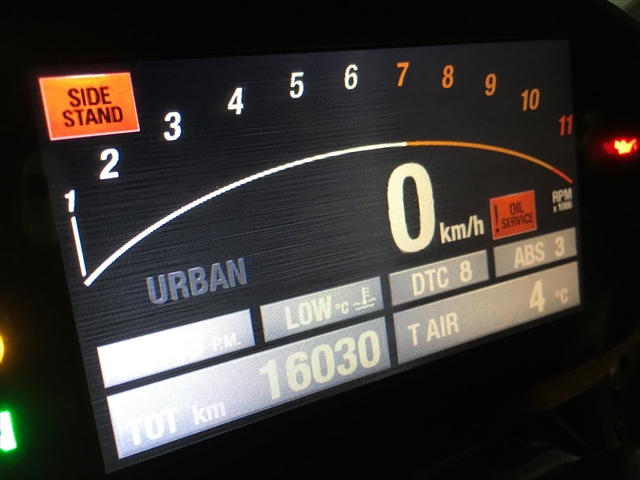 SIDE
STAND
1 2 3 4 5 6 7 8 9 10 11
RPM
x 1000
0 km/h
! OIL
SERVICE
URBAN
P.M.
LOW °C
DTC 8
ABS 3
TOT km 16030
T AIR 4 °C
N